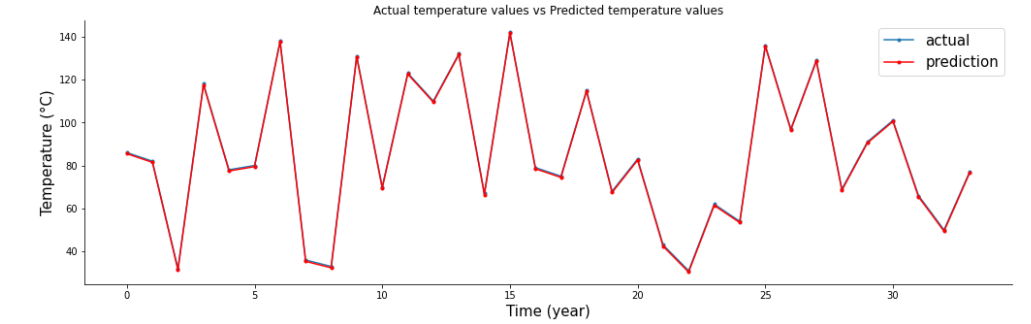 Actual temperature values vs Predicted temperature values
140
120
100
80
60
40
Temperature (°C)
actual
prediction
0 5 10 15 20 25 30
Time (year)